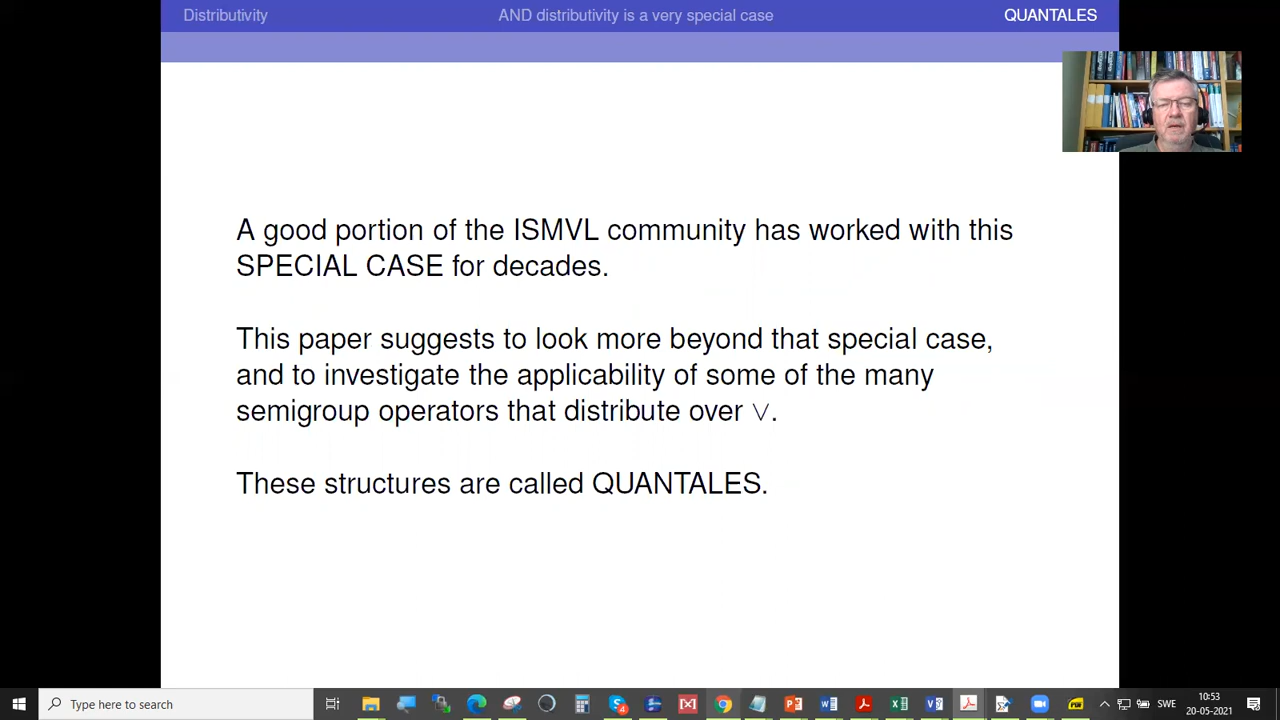 Distributivity AND distributivity is a very special case QUANTALES
A good portion of the ISMVL community has worked with this
SPECIAL CASE for decades.
This paper suggests to look more beyond that special case,
and to investigate the applicability of some of the many
semigroup operators that distribute over ∨.
These structures are called QUANTALES.
Type here to search
SWE
10:53
20-05-2021